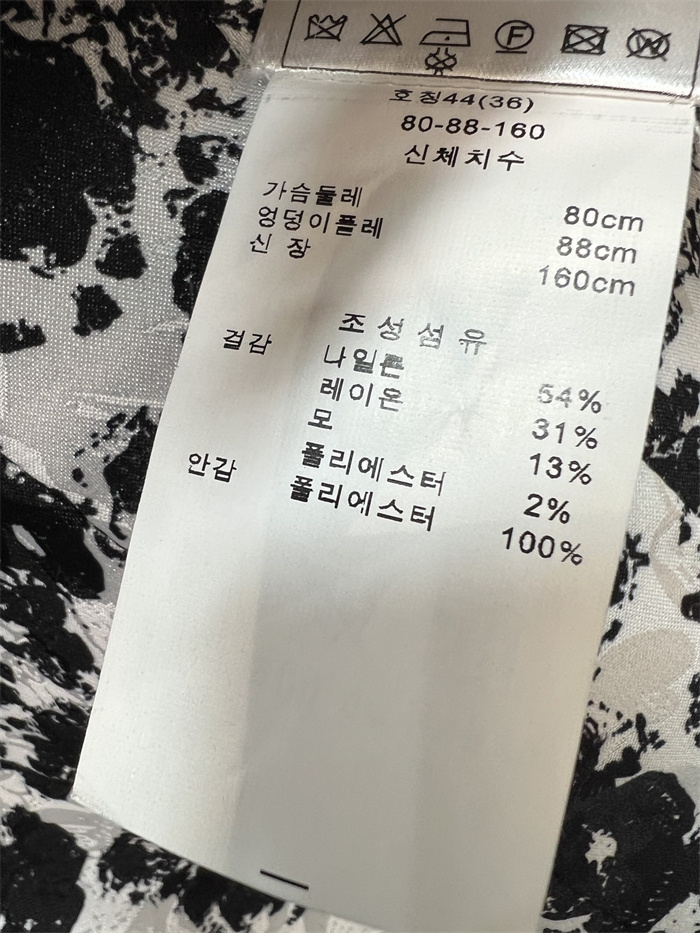 F
W
호칭44(36)
80-88-160
신체치수
가슴둘레 80cm
엉덩이플레 88cm
신 장 160cm
조 성 섬 유
걸감 나일론 54%
레이온 31%
모 13%
폴리에스터 2%
안감 폴리에스터 100%